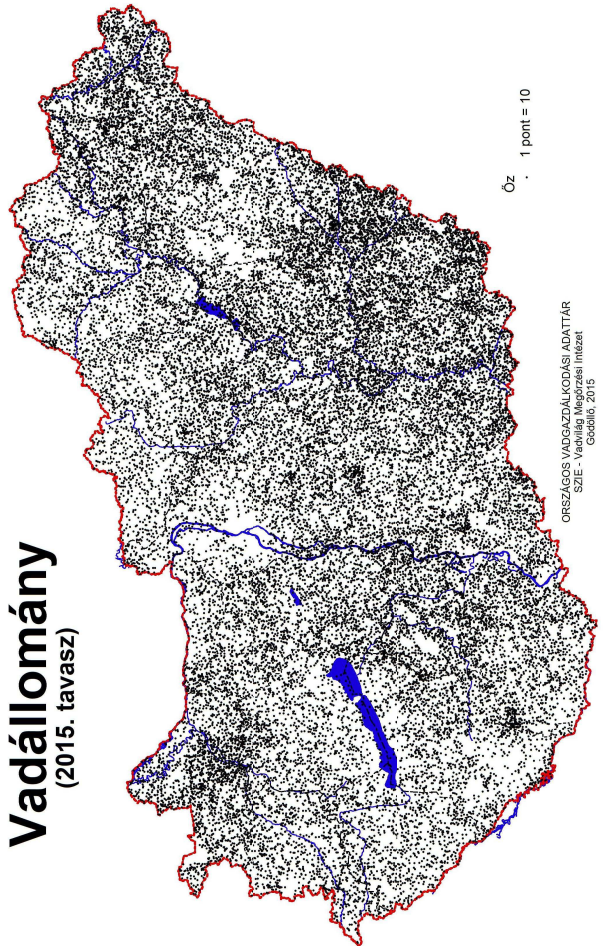 Vadállomány
(2015. tavasz)
Őz
. 1 pont = 10
ORSZÁGOS VADGAZDÁLKODÁSI ADATTÁR
SZIE - Vadvilág Megőrzési Intézet
Gödöllő, 2015